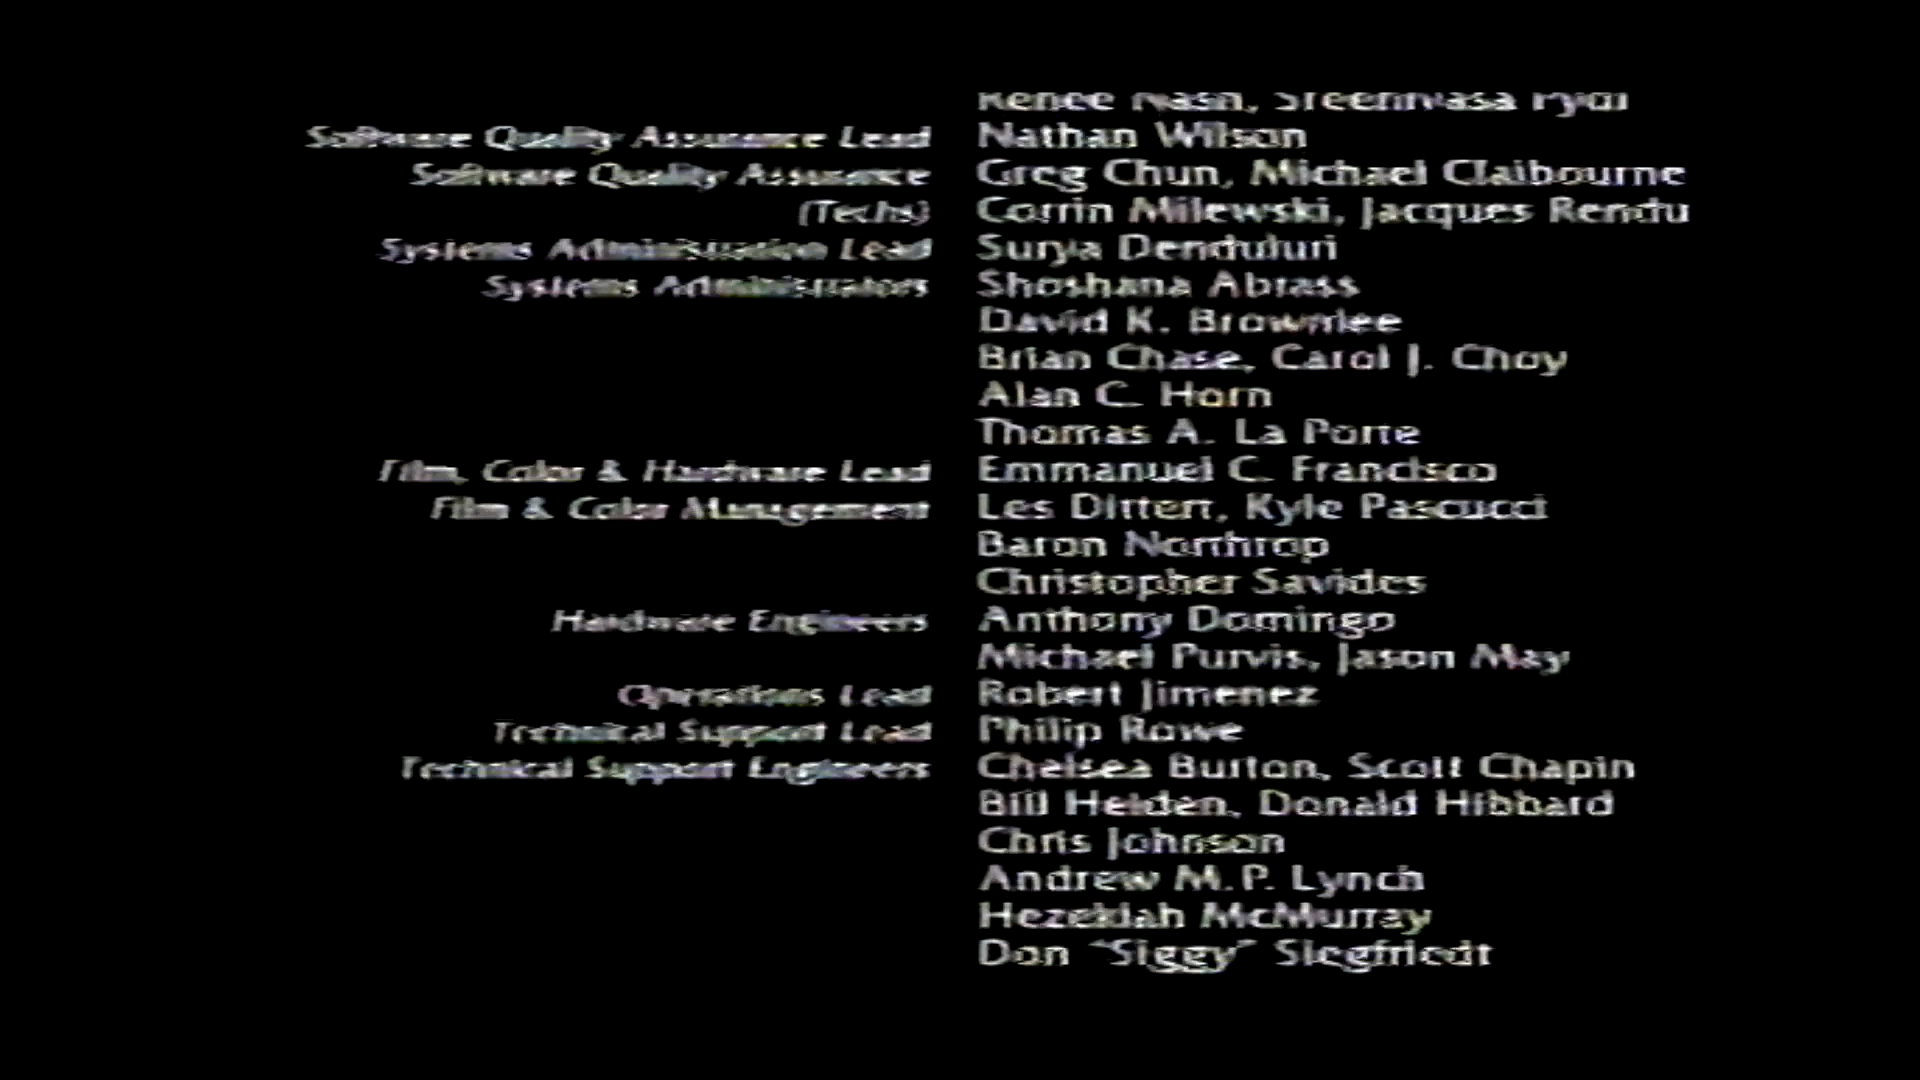 Renee Nash, Sreenivasa
Software Quality Assurance Lead Nathan Wilson
Software Quality Assurance Greg Chun, Michael Claibourne
(Techs) Corrin Milewski, Jacques Rendu
Systems Administration Lead Surya Denduluri
Systems Administrators Shoshana Abrass
David K. Brownlee
Brian Chase, Carol J. Choy
Alan C. Horn
Thomas A. La Porte
Film, Color & Hardware Lead Emmanuel C. Francisco
Film & Color Management Les Dittert, Kyle Pascucci
Baron Northrop
Christopher Savides
Hardware Engineers Anthony Domingo
Michael Purvis, Jason May
Operations Lead Robert Jimenez
Technical Support Lead Philip Rowe
Technical Support Engineers Chelsea Burton, Scott Chapin
Bill Heiden, Donald Hibbard
Chris Johnson
Andrew M.P. Lynch
Hezekiah McMurray
Don "Siggy" Siegfriedt